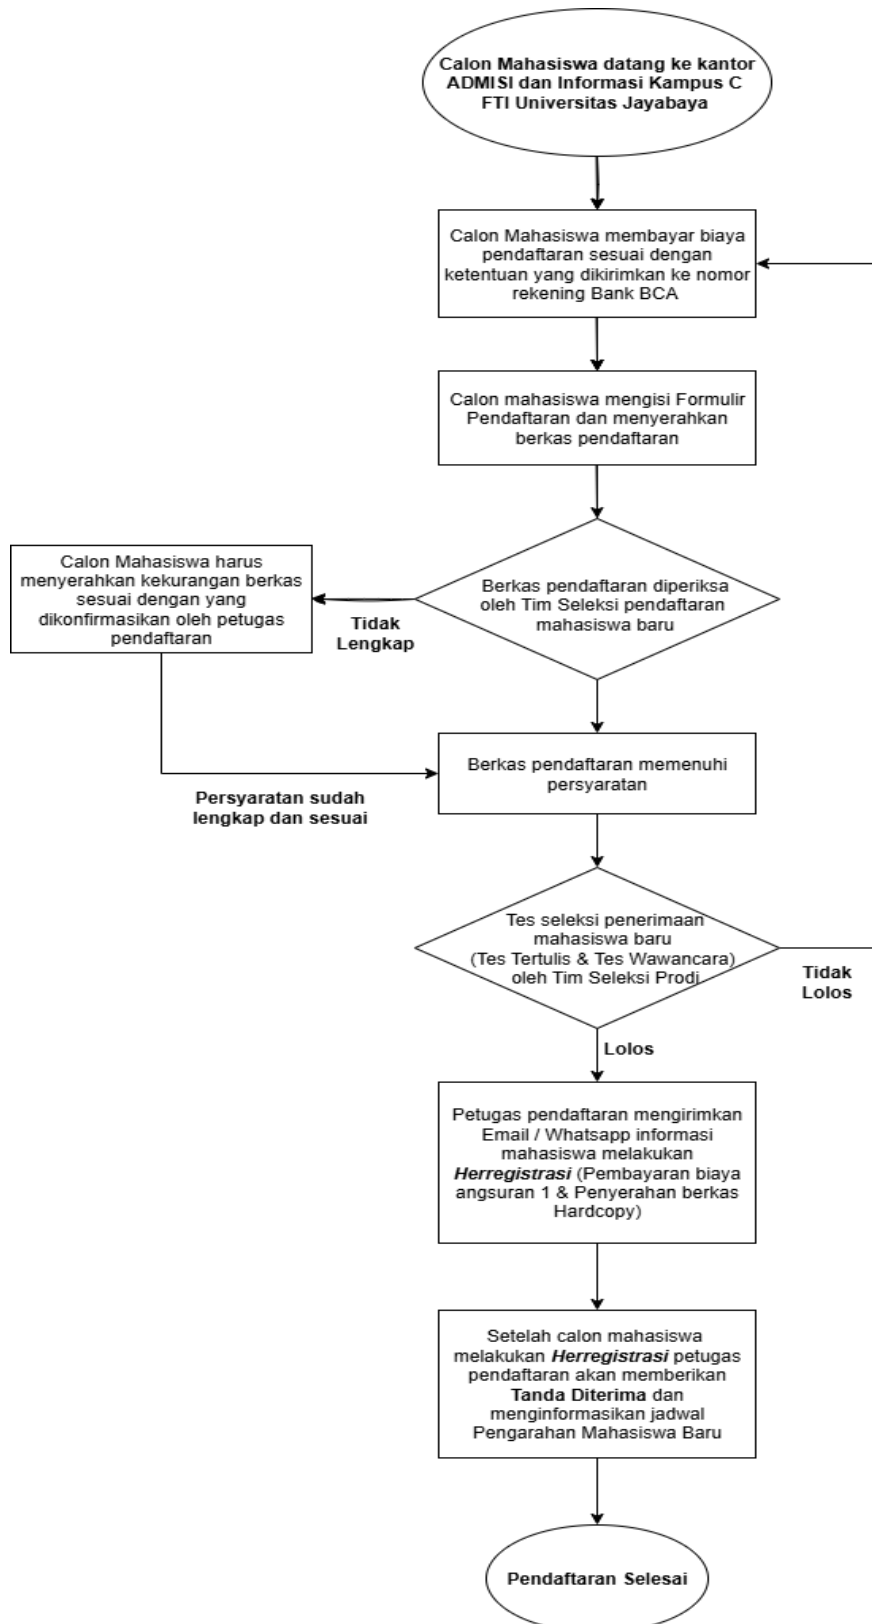 Calon Mahasiswa datang ke kantor
ADMISI dan Informasi Kampus C
FTI Universitas Jayabaya
Calon Mahasiswa membayar biaya
pendaftaran sesuai dengan
ketentuan yang dikirimkan ke nomor
rekening Bank BCA
Calon mahasiswa mengisi Formulir
Pendaftaran dan menyerahkan
berkas pendaftaran
Berkas pendaftaran diperiksa
oleh Tim Seleksi pendaftaran
mahasiswa baru
Tidak
Lengkap
Calon Mahasiswa harus
menyerahkan kekurangan berkas
sesuai dengan yang
dikonfirmasikan oleh petugas
pendaftaran
Persyaratan sudah
lengkap dan sesuai
Berkas pendaftaran memenuhi
persyaratan
Tes seleksi penerimaan
mahasiswa baru
(Tes Tertulis & Tes Wawancara)
oleh Tim Seleksi Prodi
Tidak
Lolos
Lolos
Petugas pendaftaran mengirimkan
Email / Whatsapp informasi
mahasiswa melakukan
Herregistrasi (Pembayaran biaya
angsuran 1 & Penyerahan berkas
Hardcopy)
Setelah calon mahasiswa
melakukan Herregistrasi petugas
pendaftaran akan memberikan
Tanda Diterima dan
menginformasikan jadwal
Pengarahan Mahasiswa Baru
Pendaftaran Selesai